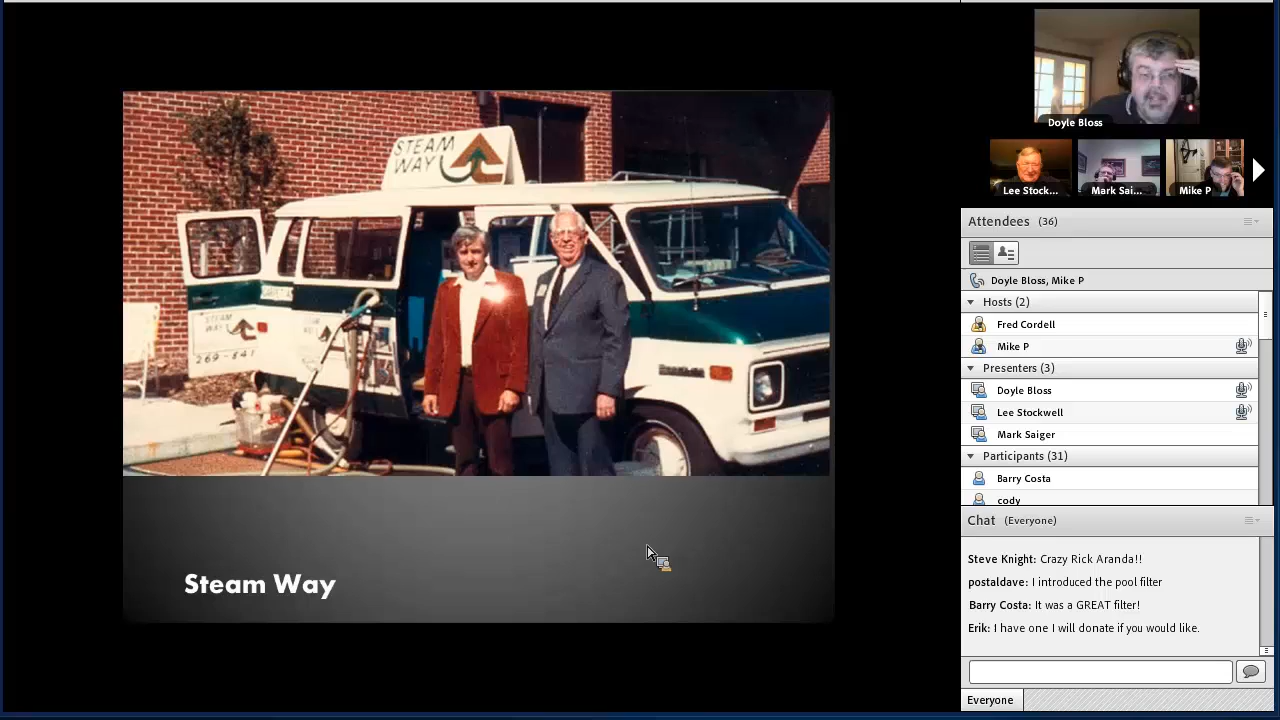 STEAM
WAY
STEAM
WAY
269-841
Steam Way
Doyle Bloss
Lee Stock...
Mark Sai...
Mike P
Attendees (36)
Doyle Bloss, Mike P
Hosts (2)
Fred Cordell
Mike P
Presenters (3)
Doyle Bloss
Lee Stockwell
Mark Saiger
Participants (31)
Barry Costa
cody
Chat (Everyone)
Steve Knight: Crazy Rick Aranda!!
postaldave: I introduced the pool filter
Barry Costa: It was a GREAT filter!
Erik: I have one I will donate if you would like.
Everyone